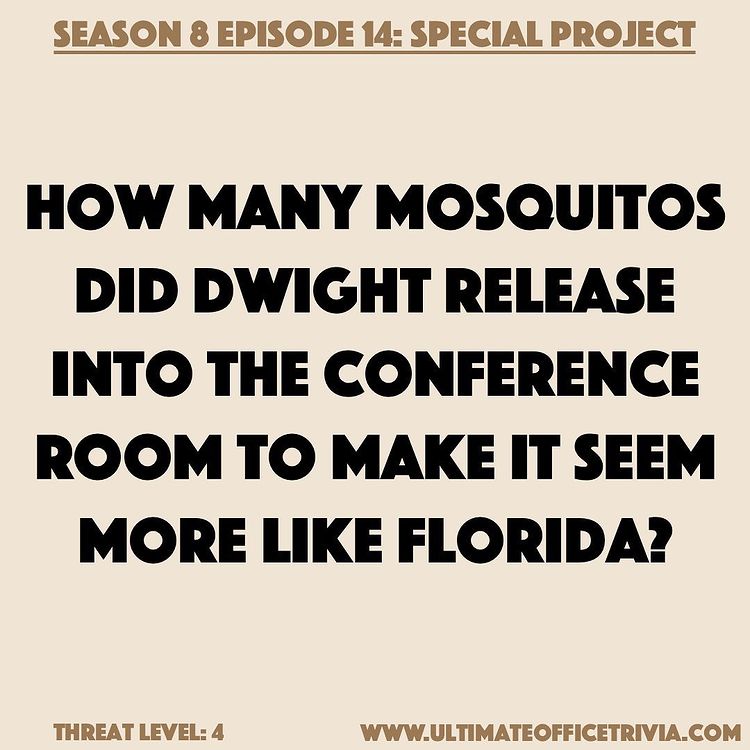 SEASON 8 EPISODE 14: SPECIAL PROJECT
HOW MANY MOSQUITOS
DID DWIGHT RELEASE
INTO THE CONFERENCE
ROOM TO MAKE IT SEEM
MORE LIKE FLORIDA?
THREAT LEVEL: 4
WWW.ULTIMATEOFFICETRIVIA.COM